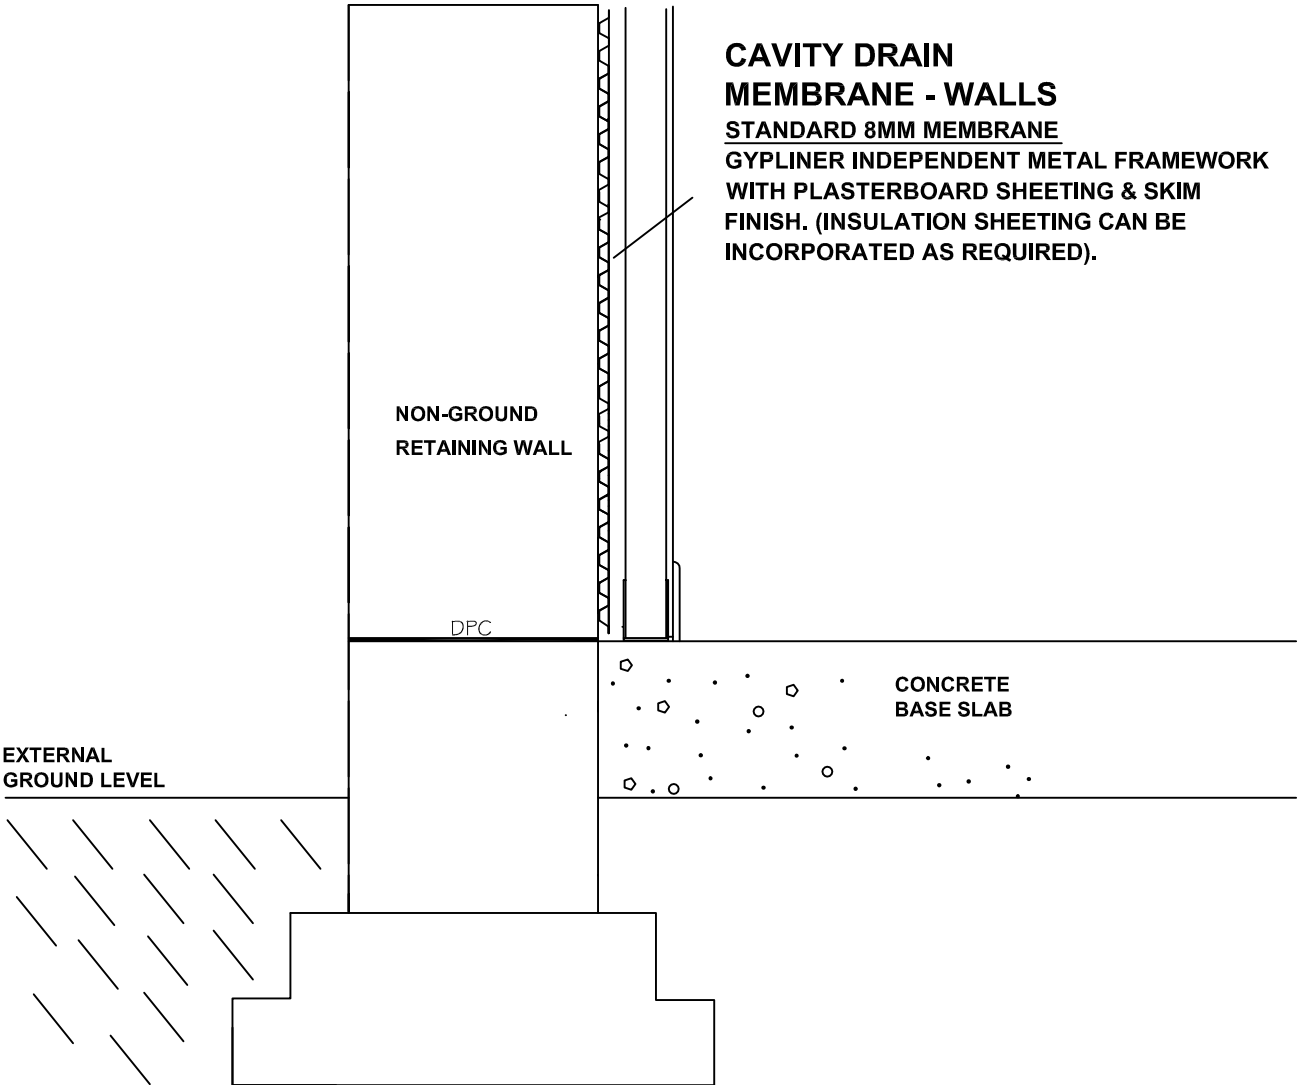 CAVITY DRAIN
MEMBRANE - WALLS
STANDARD 8MM MEMBRANE
GYPLINER INDEPENDENT METAL FRAMEWORK
WITH PLASTERBOARD SHEETING & SKIM
FINISH. (INSULATION SHEETING CAN BE
INCORPORATED AS REQUIRED).
NON-GROUND
RETAINING WALL
DPC
CONCRETE
BASE SLAB
EXTERNAL
GROUND LEVEL